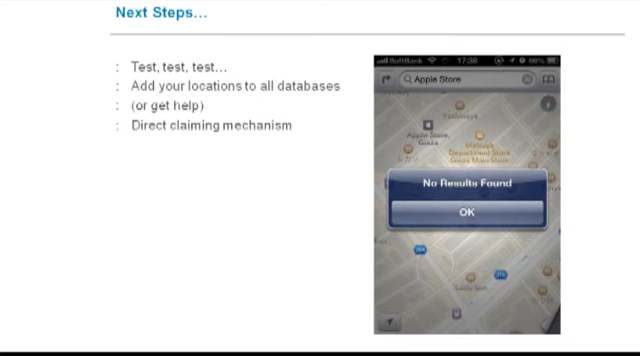 Next Steps...
: Test, test, test...
: Add your locations to all databases
: (or get help)
: Direct claiming mechanism
SoftBank 17:38 88%
Apple Store
Apple Store,
Ginza
Matsuya
Department Store
Ginza Main Store
No Results Found
OK